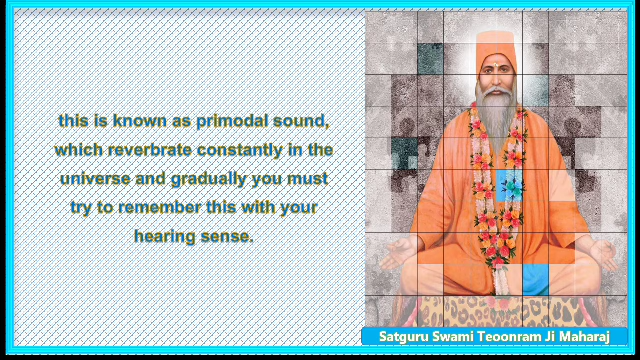 this is known as primodal sound,
which reverbrate constantly in the
universe and gradually you must
try to remember this with your
hearing sense.
Satguru Swami Teoonram Ji Maharaj